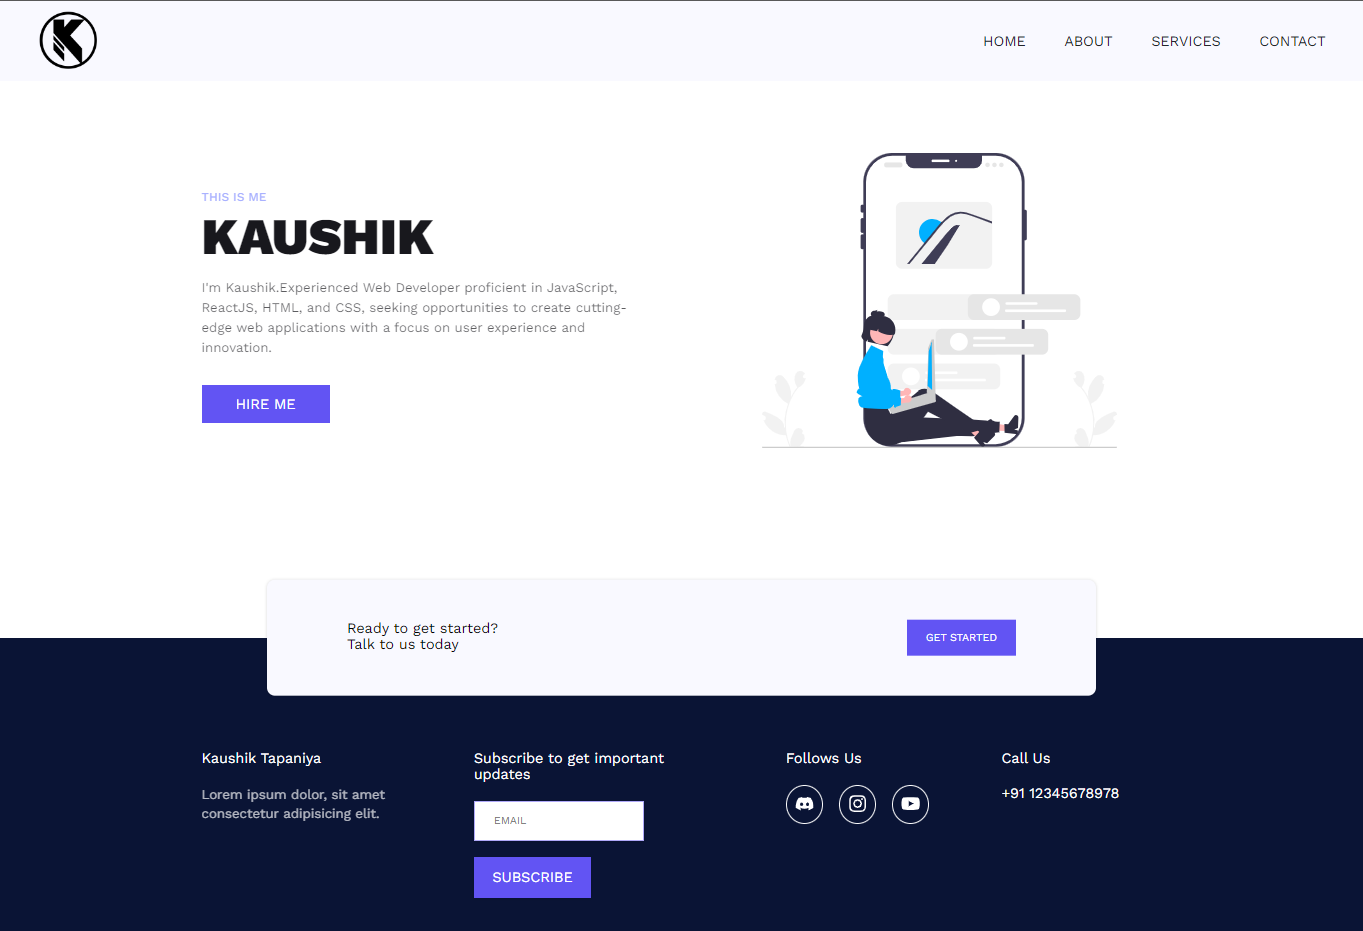 K
HOME
ABOUT
SERVICES
CONTACT
THIS IS ME
KAUSHIK
I'm Kaushik.Experienced Web Developer proficient in JavaScript,
ReactJS, HTML, and CSS, seeking opportunities to create cutting-
edge web applications with a focus on user experience and
innovation.
HIRE ME
Ready to get started?
Talk to us today
GET STARTED
Kaushik Tapaniya
Lorem ipsum dolor, sit amet
consectetur adipisicing elit.
Subscribe to get important
updates
EMAIL
SUBSCRIBE
Follows Us
Call Us
+91 12345678978